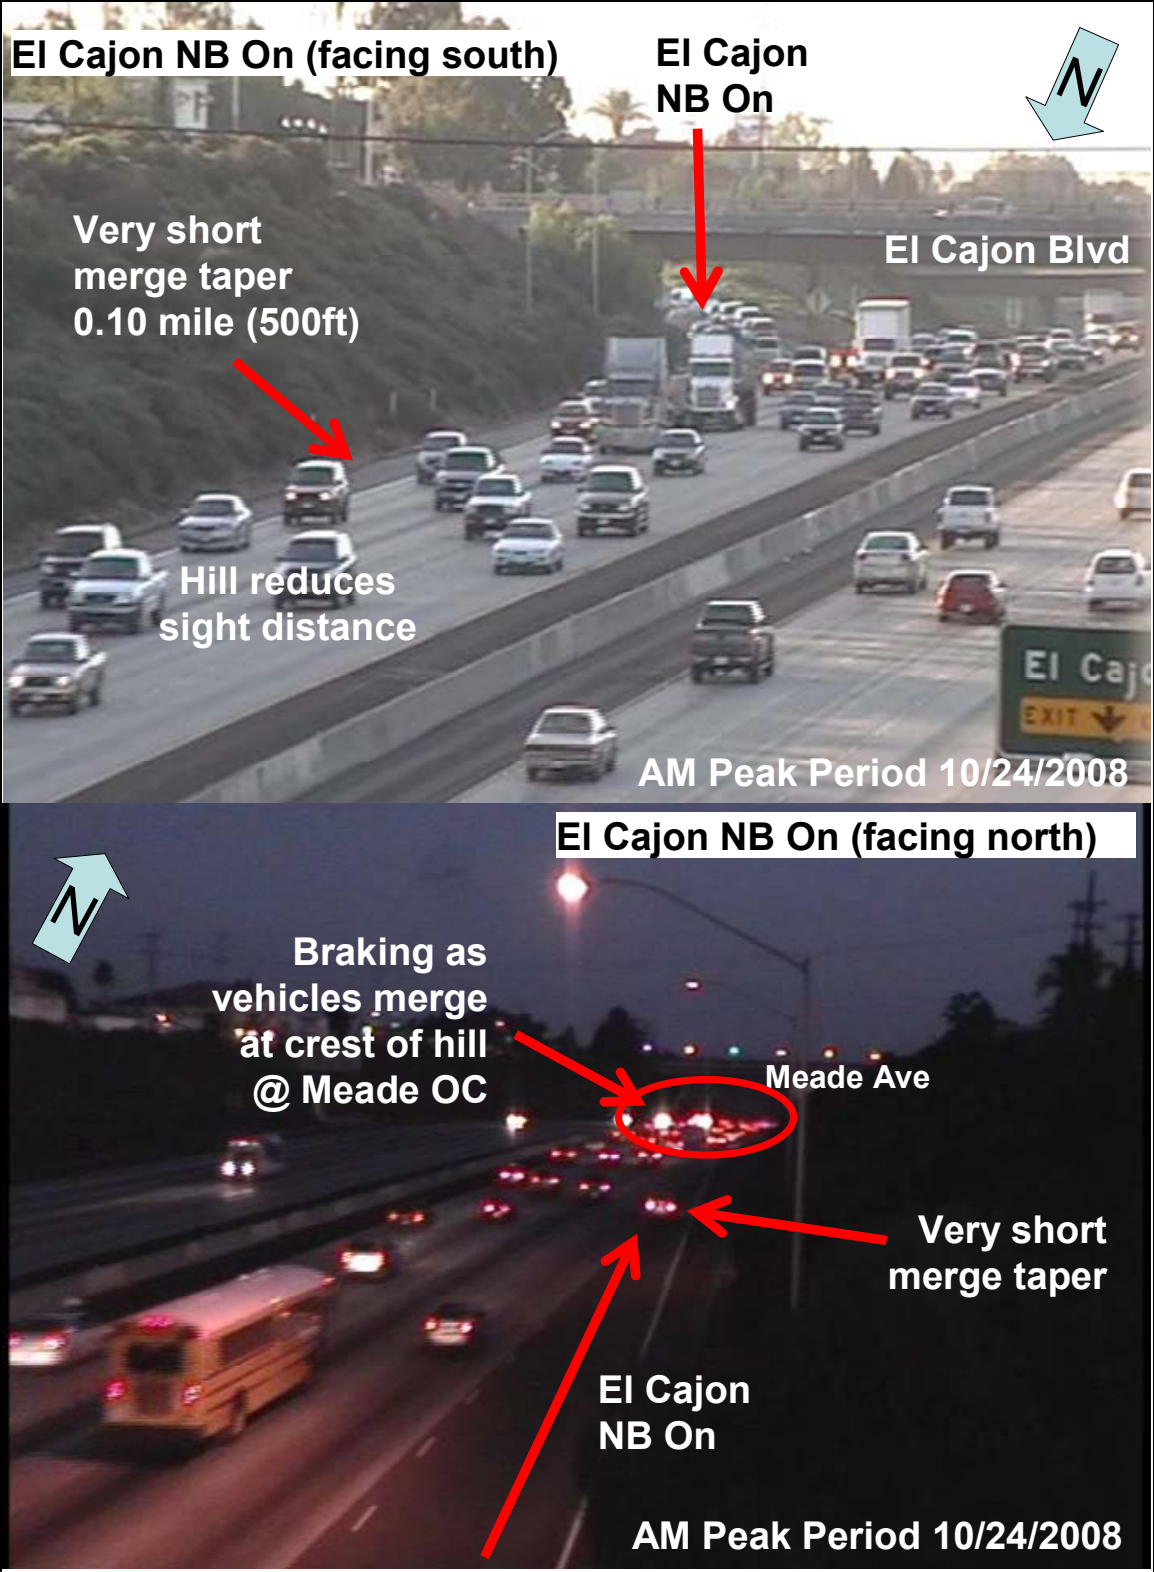 El Cajon NB On (facing south)
El Cajon
NB On
N
Very short
merge taper
0.10 mile (500ft)
El Cajon Blvd
Hill reduces
sight distance
El Cajo
EXIT
AM Peak Period 10/24/2008
El Cajon NB On (facing north)
N
Braking as
vehicles merge
at crest of hill
@ Meade OC
Meade Ave
Very short
merge taper
El Cajon
NB On
AM Peak Period 10/24/2008